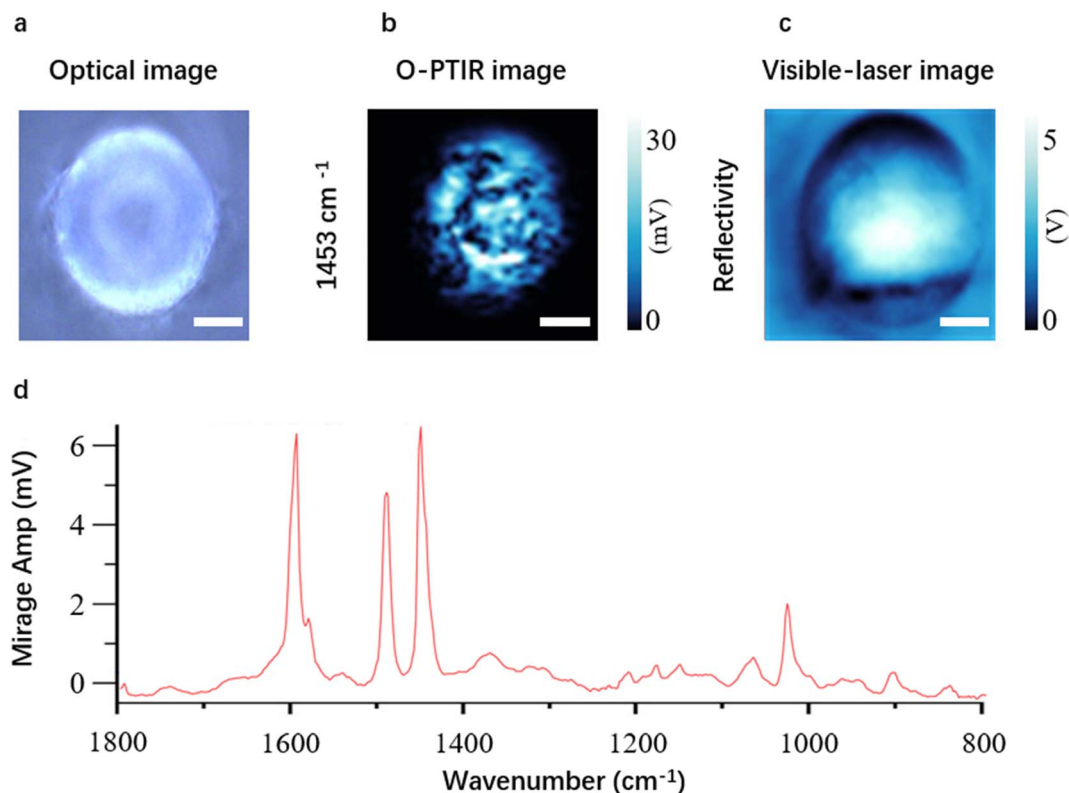 a
b
c
Optical image
O-PTIR image
Visible-laser image
1453 cm⁻¹
30
(mV)
0
Reflectivity
5
(V)
0
d
Mirage Amp (mV)
6
4
2
0
1800
1600
1400
1200
1000
800
Wavenumber (cm⁻¹)